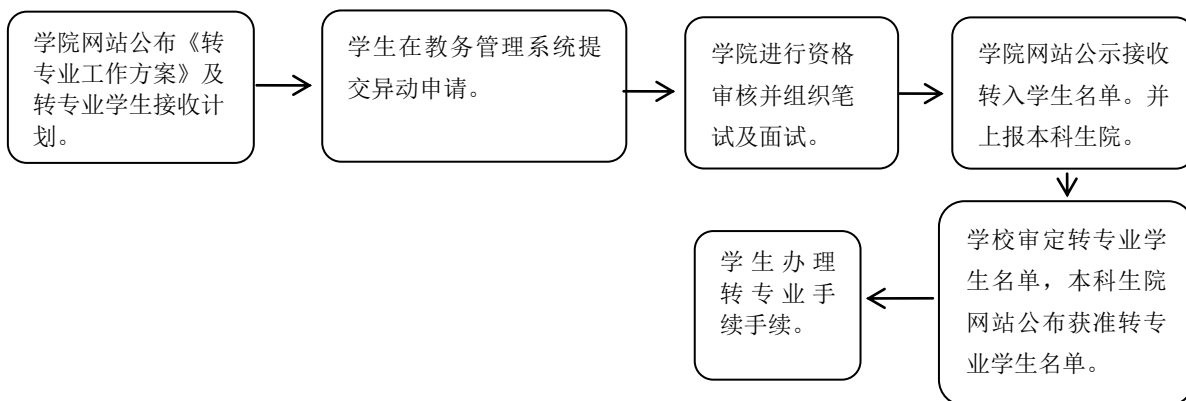 学院网站公布《转
专业工作方案》及
转专业学生接收计
划。
学生在教务管理系统提
交异动申请。
学院进行资格
审核并组织笔
试及面试。
学院网站公示接收
转入学生名单。并
上报本科生院。
学校审定转专业学
生名单，本科生院
网站公布获准转专
业学生名单。
学生办理
转专业手
续手续。